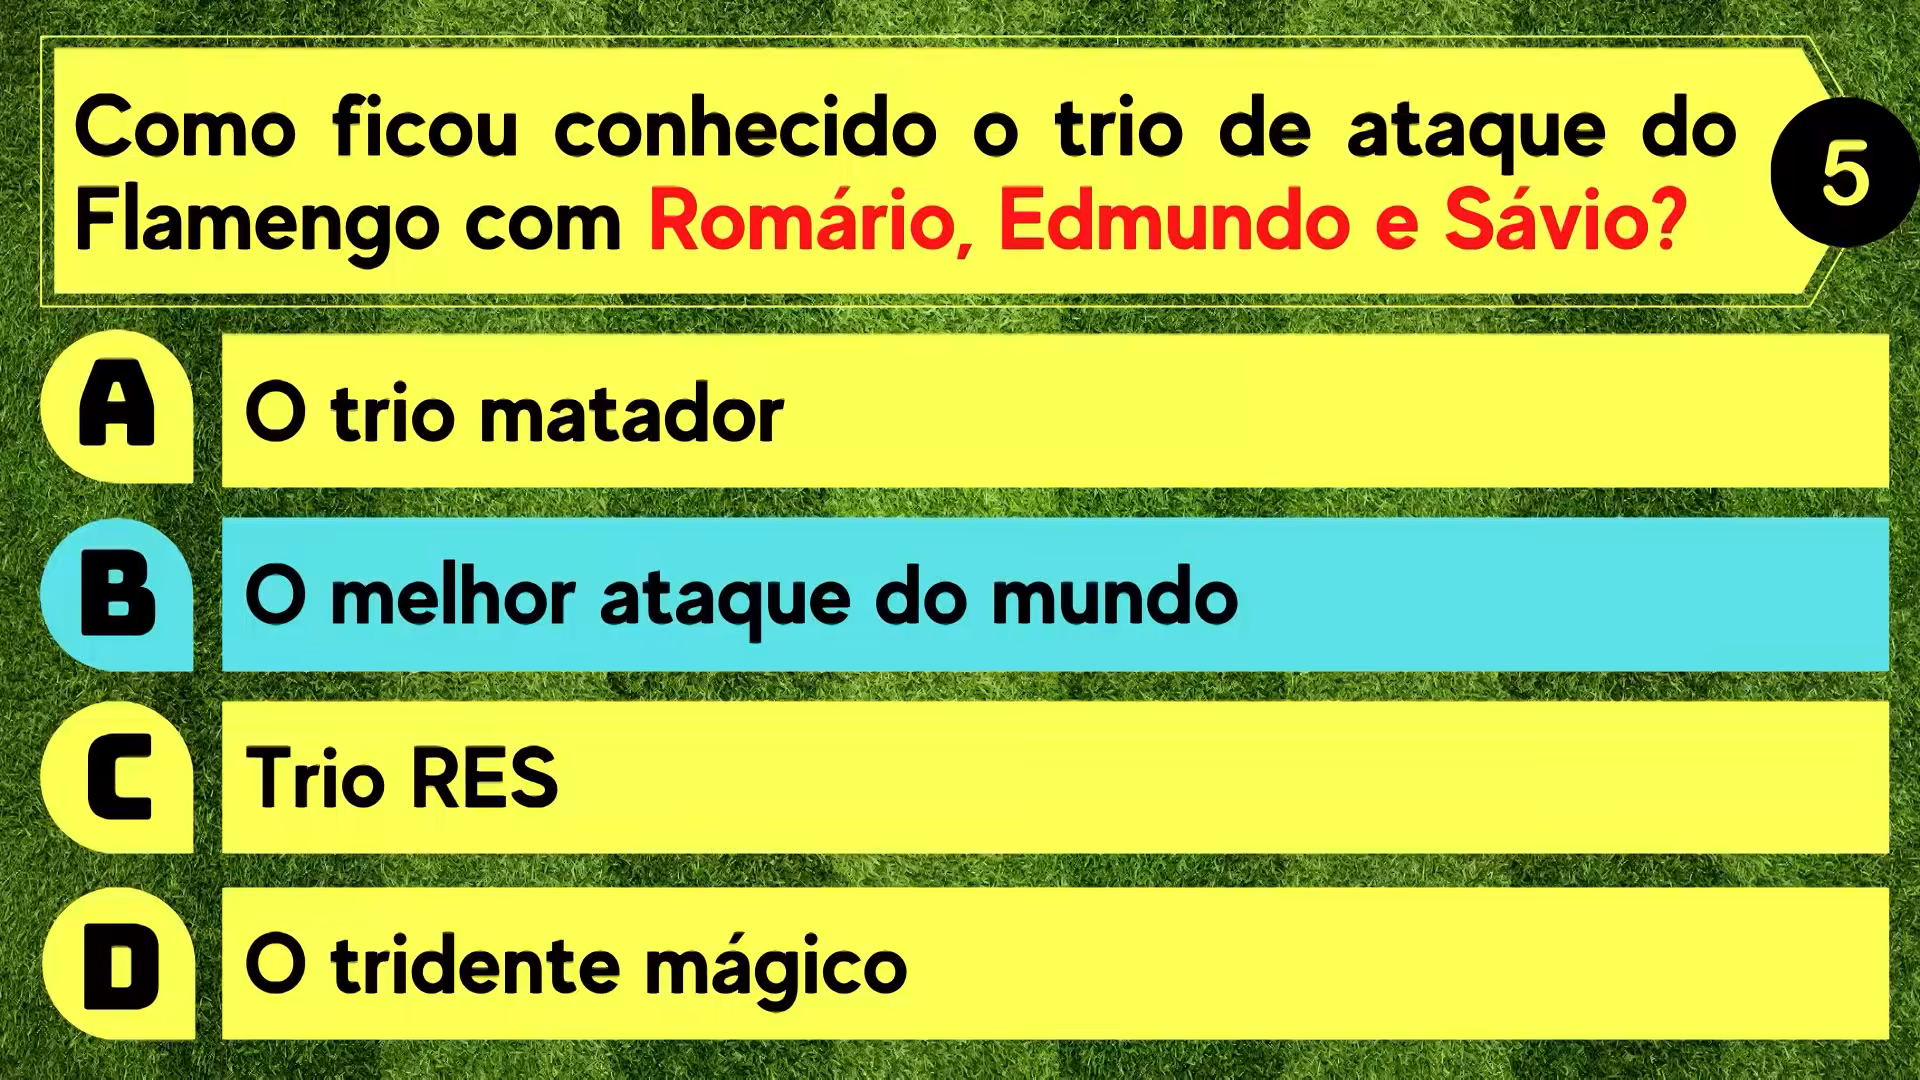 Como ficou conhecido o trio de ataque do
Flamengo com Romário, Edmundo e Sávio?
5
A
O trio matador
B
O melhor ataque do mundo
C
Trio RES
D
O tridente mágico